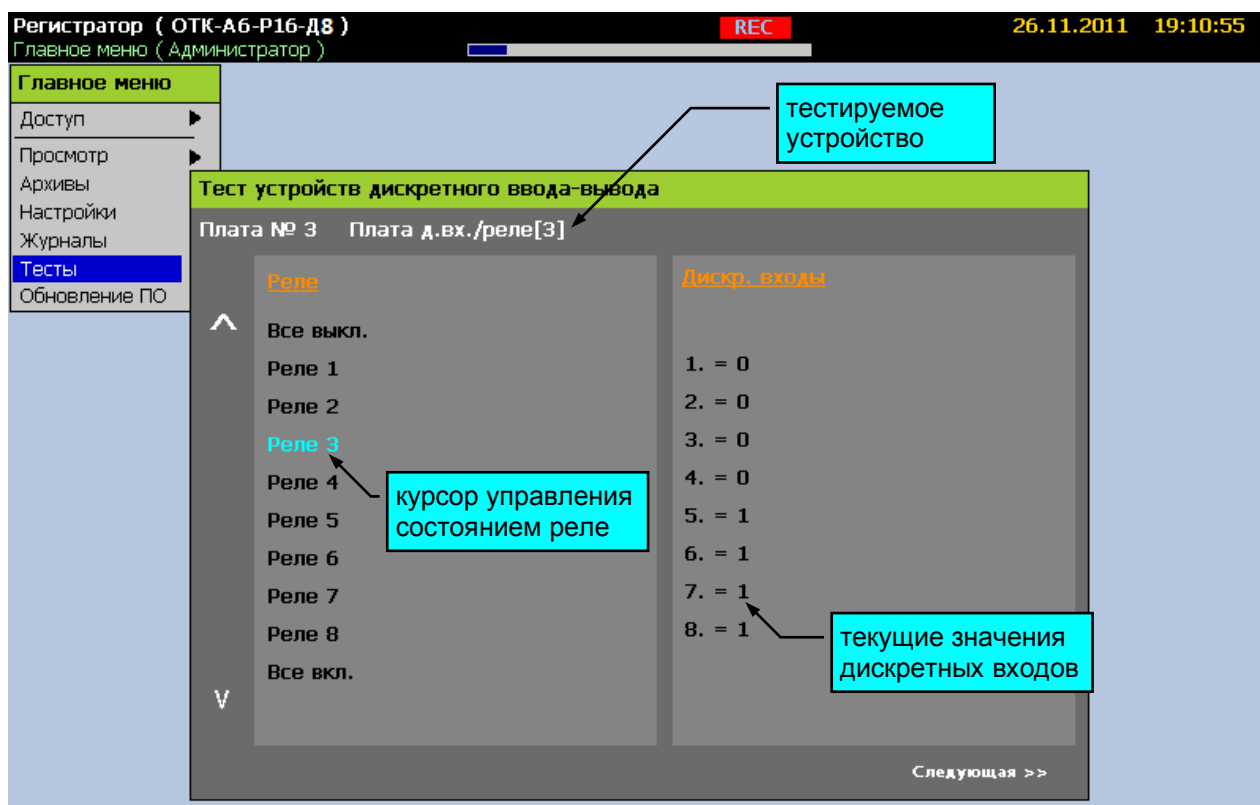 Регистратор ( ОТК-А6-Р16-Д8 )
REC
26.11.2011 19:10:55
Главное меню ( Администратор )
Главное меню
Доступ
Просмотр
Архивы
Настройки
Журналы
Тесты
Обновление ПО
тестируемое
устройство
Тест устройств дискретного ввода-вывода
Плата № 3 Плата д.вх./реле[3]
Реле
Все выкл.
Реле 1
Реле 2
Реле 3
Реле 4
Реле 5
Реле 6
Реле 7
Реле 8
Все вкл.
курсор управления
состоянием реле
Дискр. входы
1. = 0
2. = 0
3. = 0
4. = 0
5. = 1
6. = 1
7. = 1
8. = 1
текущие значения
дискретных входов
Следующая >>